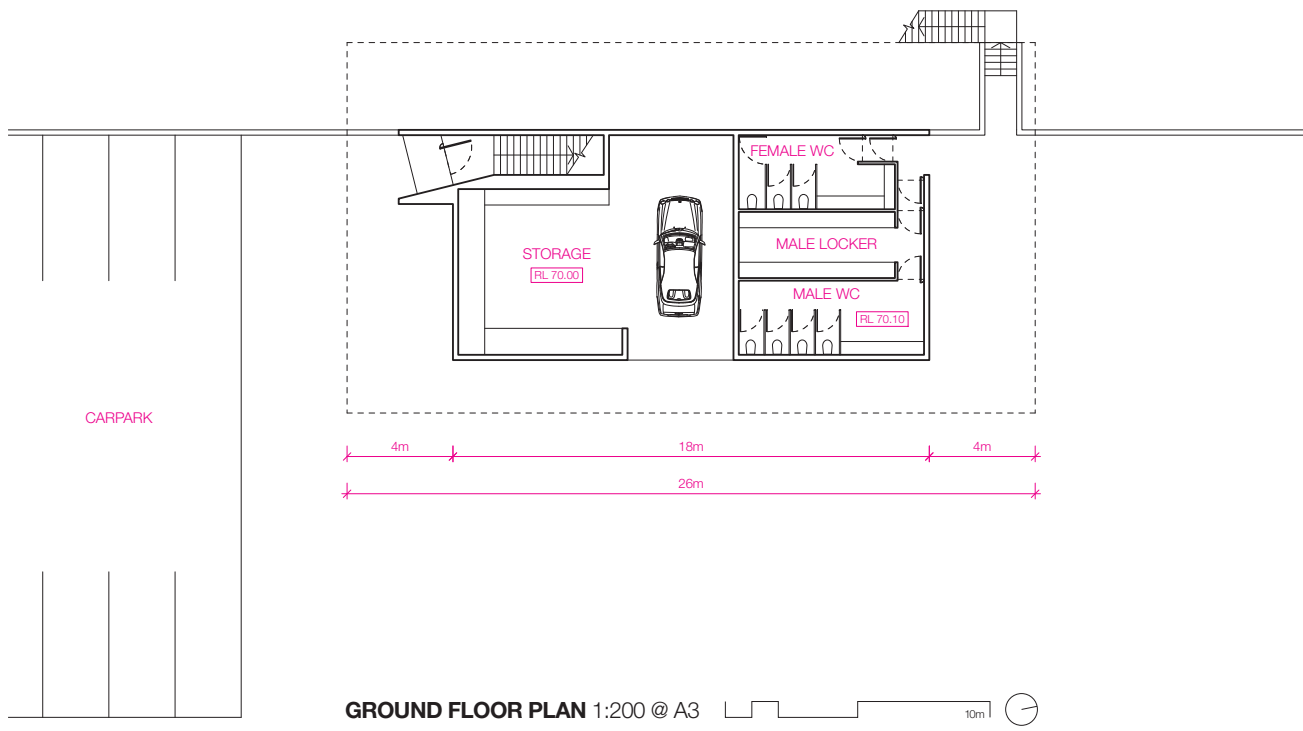 FEMALE WC
MALE LOCKER
STORAGE
RL 70.00
MALE WC
RL 70.10
CARPARK
4m
18m
4m
26m
GROUND FLOOR PLAN 1:200 @ A3
10m